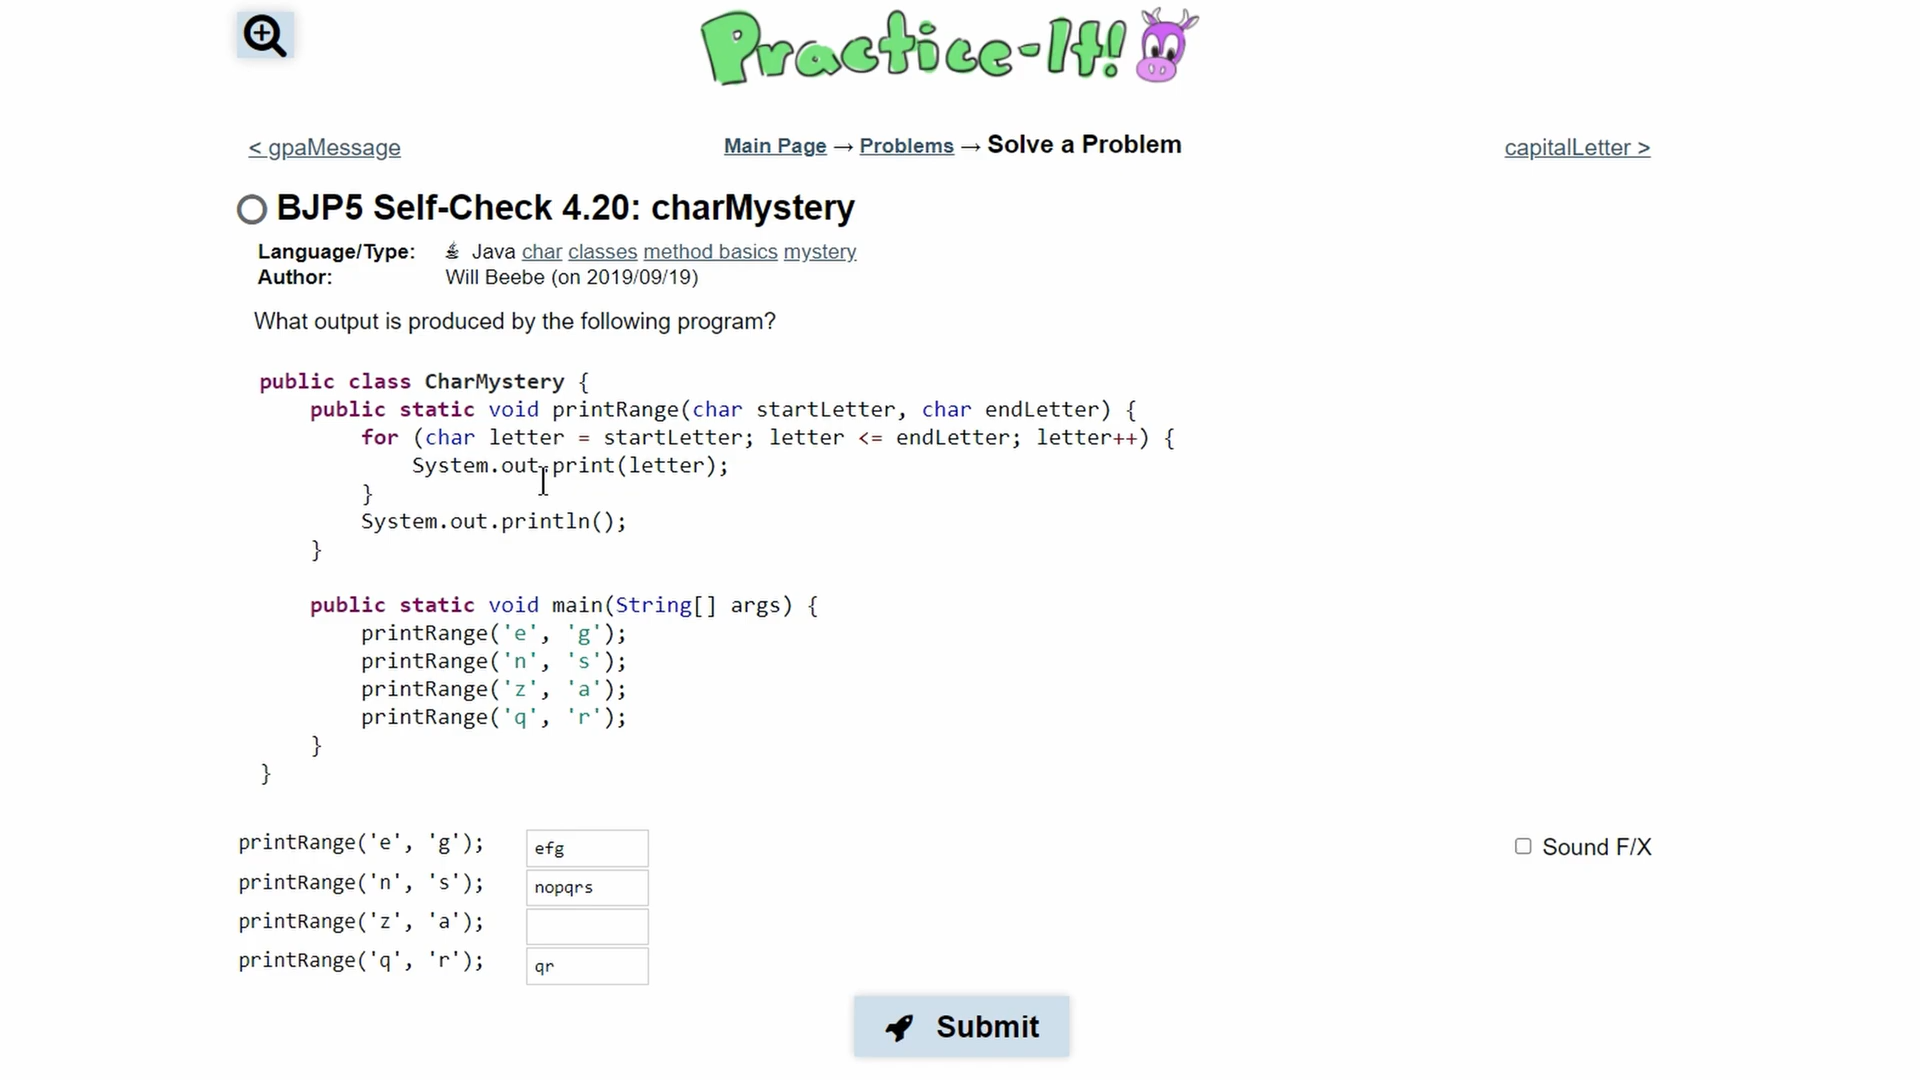 Practice-It!
< gpaMessage
Main Page → Problems → Solve a Problem
capitalLetter >
BJP5 Self-Check 4.20: charMystery
Language/Type: Java char classes method basics mystery
Author: Will Beebe (on 2019/09/19)
What output is produced by the following program?
public class CharMystery {
    public static void printRange(char startLetter, char endLetter) {
        for (char letter = startLetter; letter <= endLetter; letter++) {
            System.out.print(letter);
        }
        System.out.println();
    }
    public static void main(String[] args) {
        printRange('e', 'g');
        printRange('n', 's');
        printRange('z', 'a');
        printRange('q', 'r');
    }
}
printRange('e', 'g'); efg
Sound F/X
printRange('n', 's'); nopqrs
printRange('z', 'a');
printRange('q', 'r'); qr
Submit